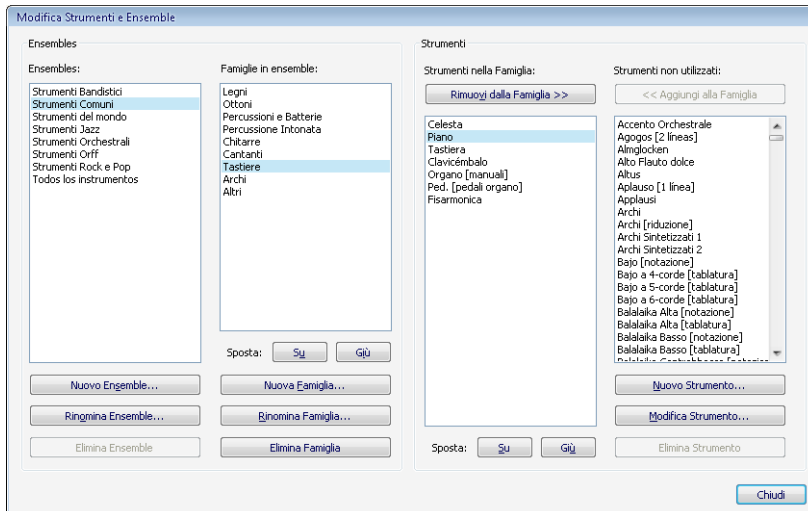 Modifica Strumenti e Ensemble
Ensembles
Ensembles:
Strumenti Bandistici
Strumenti Comuni
Strumenti del mondo
Strumenti Jazz
Strumenti Orchestrali
Strumenti Orff
Strumenti Rock e Pop
Todos los instrumentos
Nuovo Ensemble...
Rinomina Ensemble...
Elimina Ensemble
Famiglie in ensemble:
Legni
Ottoni
Percussioni e Batterie
Percussione Intonata
Chitarre
Cantanti
Tastiere
Archi
Altri
Sposta: Su Giù
Nuova Famiglia...
Rinomina Famiglia...
Elimina Famiglia
Strumenti
Strumenti nella Famiglia:
Rimuovi dalla Famiglia >>
Celesta
Piano
Tastiera
Clavicémbalo
Organo [manuali]
Ped. [pedali organo]
Fisarmonica
Sposta: Su Giù
Strumenti non utilizzati:
<< Aggiungi alla Famiglia
Accento Orchestrale
Agogos [2 líneas]
Almglocken
Alto Flauto dolce
Altus
Aplauso [1 línea]
Applausi
Archi
Archi [riduzione]
Archi Sintetizzati 1
Archi Sintetizzati 2
Bajo [notazione]
Bajo a 4-corde [tablatura]
Bajo a 5-corde [tablatura]
Bajo a 6-corde [tablatura]
Balalaika Alta [notazione]
Balalaika Alta [tablatura]
Balalaika Basso [notazione]
Balalaika Basso [tablatura]
Nuovo Strumento...
Modifica Strumento...
Elimina Strumento
Chiudi